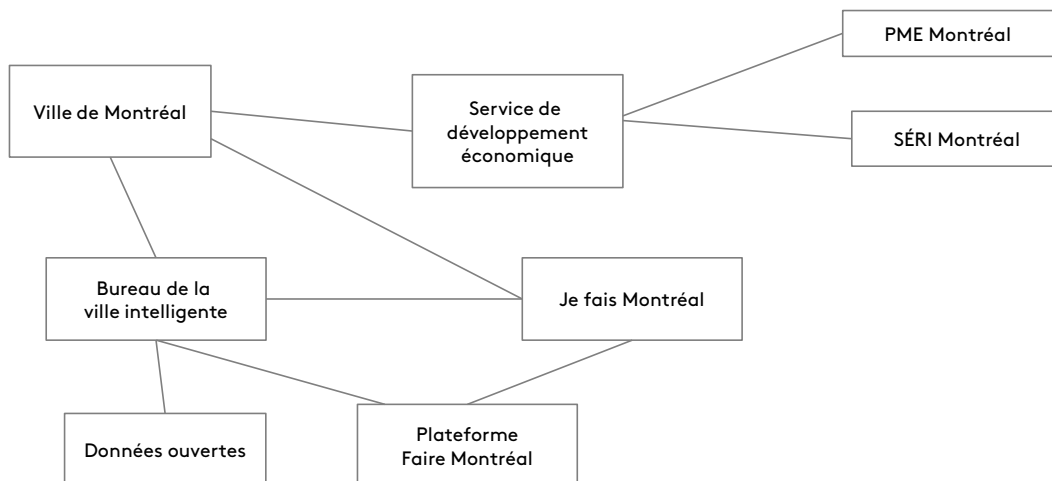 PME Montréal
Ville de Montréal
Service de
développement
économique
SÉRI Montréal
Bureau de la
ville intelligente
Je fais Montréal
Données ouvertes
Plateforme
Faire Montréal